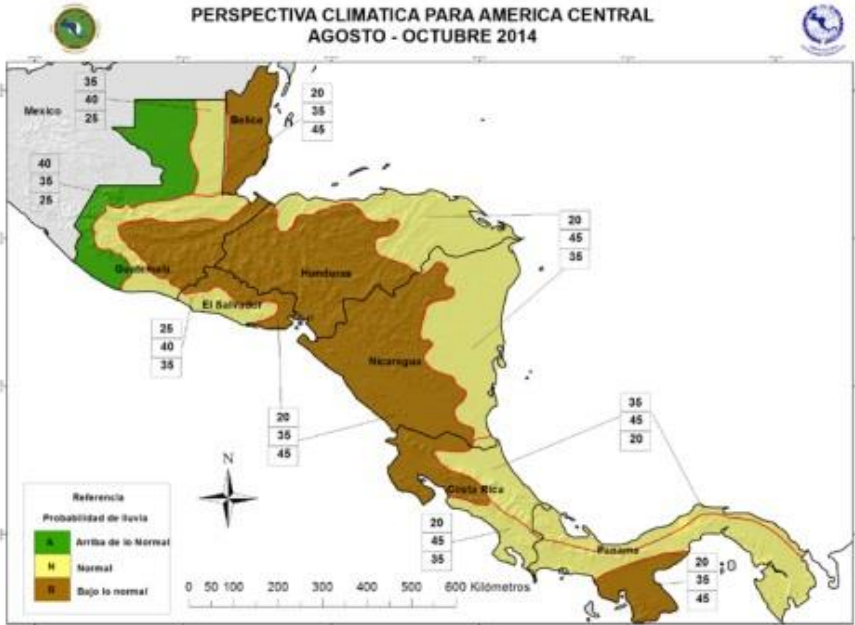 PERSPECTIVA CLIMATICA PARA AMERICA CENTRAL
AGOSTO - OCTUBRE 2014
Mexico
35
40
25
Belice
20
35
45
40
35
25
20
45
35
Guatemala
Honduras
El Salvador
25
40
35
Nicaragua
20
35
45
35
45
20
N
Costa Rica
20
45
35
Panama
20
35
45
Referencia
Probabilidad de lluvia
A Arriba de lo Normal
N Normal
B Bajo lo normal
0 50 100 200 300 400 500 600 Kilómetros